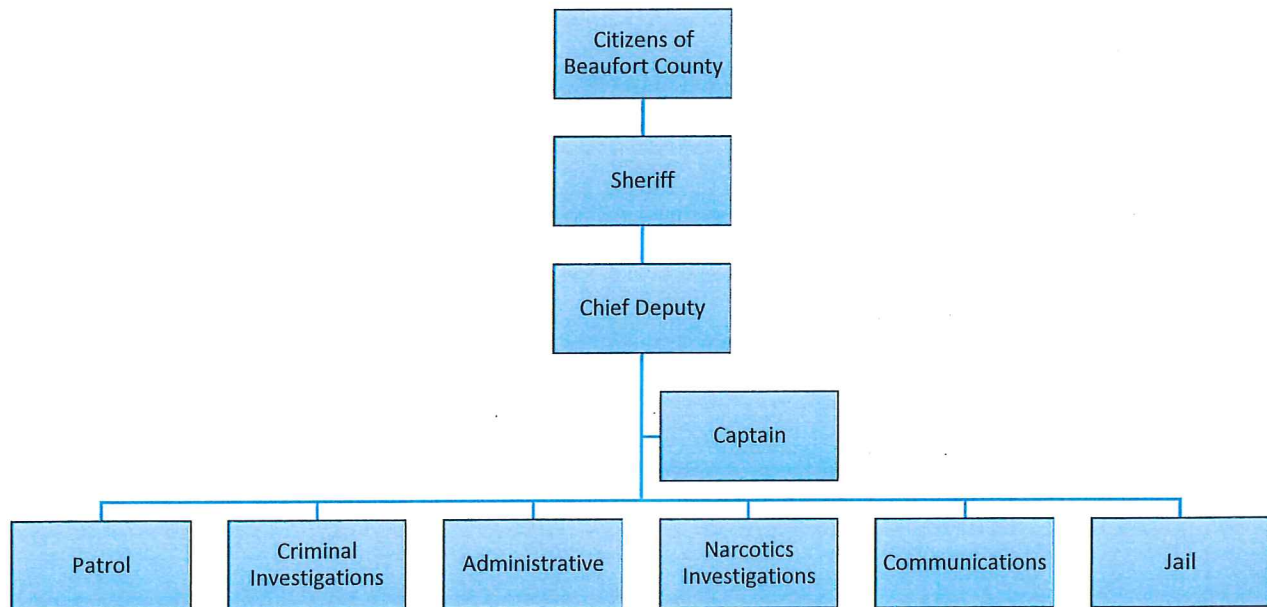 Citizens of
Beaufort County
Sheriff
Chief Deputy
Captain
Patrol
Criminal
Investigations
Administrative
Narcotics
Investigations
Communications
Jail